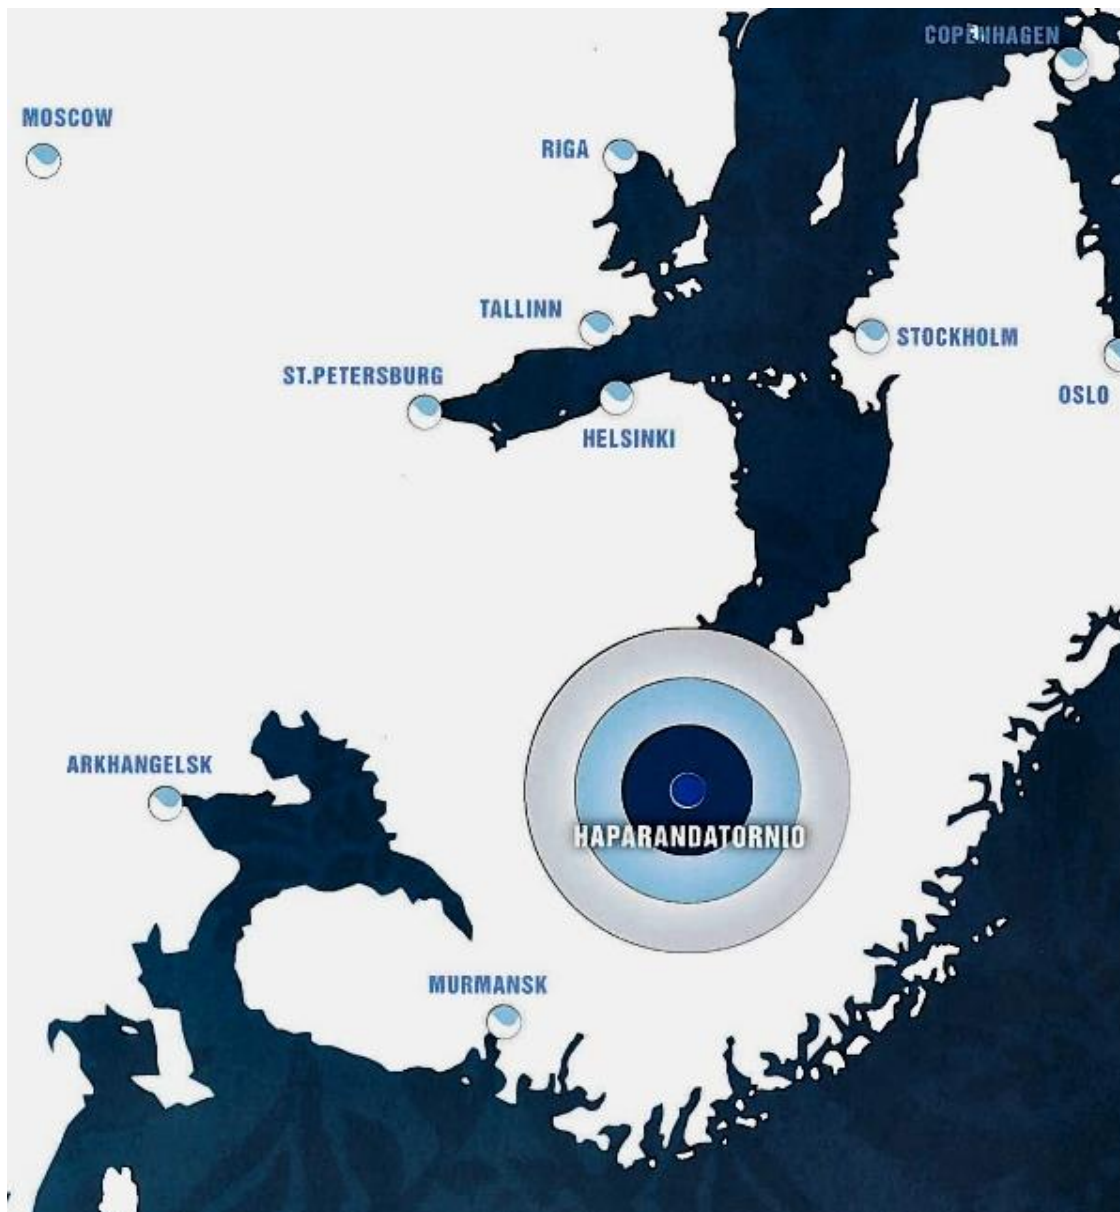 COPENHAGEN
MOSCOW
RIGA
TALLINN
STOCKHOLM
ST.PETERSBURG
OSLO
HELSINKI
ARKHANGELSK
HAPARANDATORNIO
MURMANSK